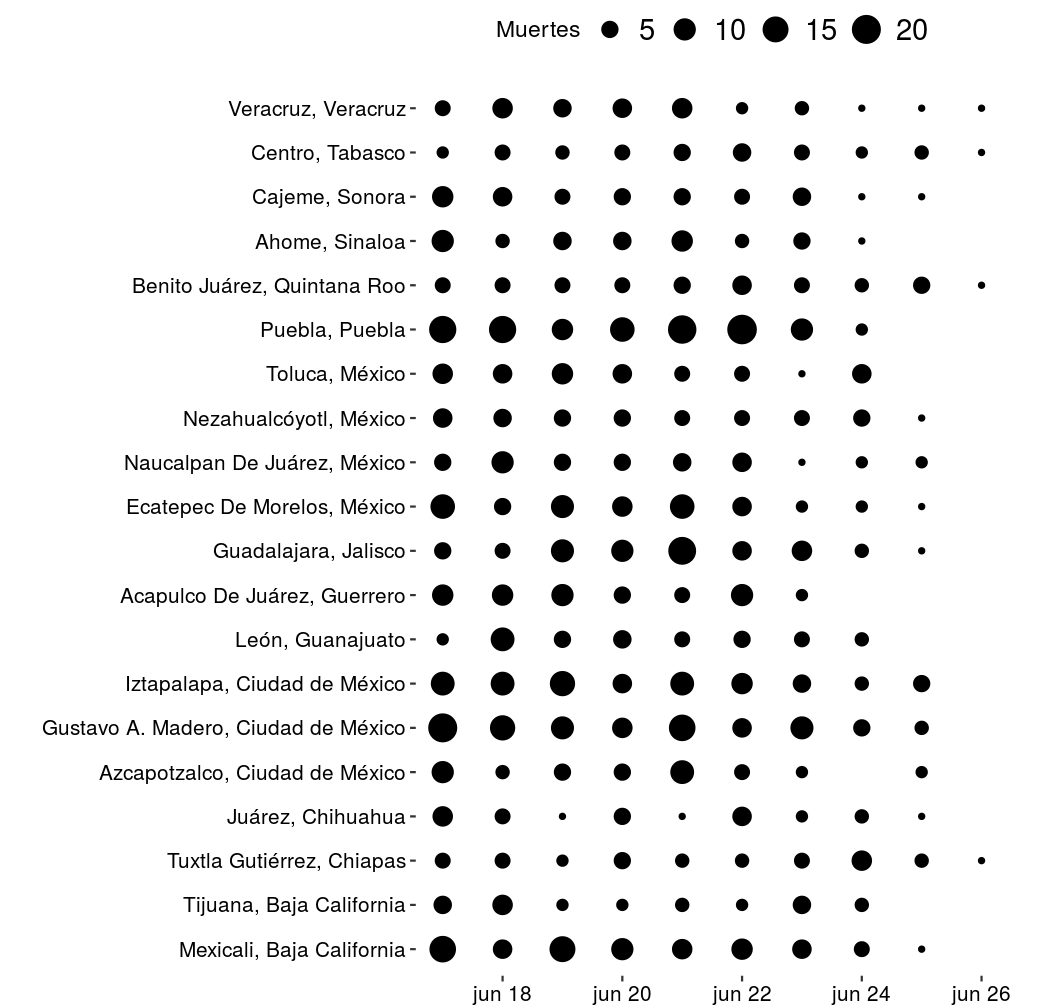 Muertes 5 10 15 20
Veracruz, Veracruz
Centro, Tabasco
Cajeme, Sonora
Ahome, Sinaloa
Benito Juárez, Quintana Roo
Puebla, Puebla
Toluca, México
Nezahualcóyotl, México
Naucalpan De Juárez, México
Ecatepec De Morelos, México
Guadalajara, Jalisco
Acapulco De Juárez, Guerrero
León, Guanajuato
Iztapalapa, Ciudad de México
Gustavo A. Madero, Ciudad de México
Azcapotzalco, Ciudad de México
Juárez, Chihuahua
Tuxtla Gutiérrez, Chiapas
Tijuana, Baja California
Mexicali, Baja California
jun 18 jun 20 jun 22 jun 24 jun 26